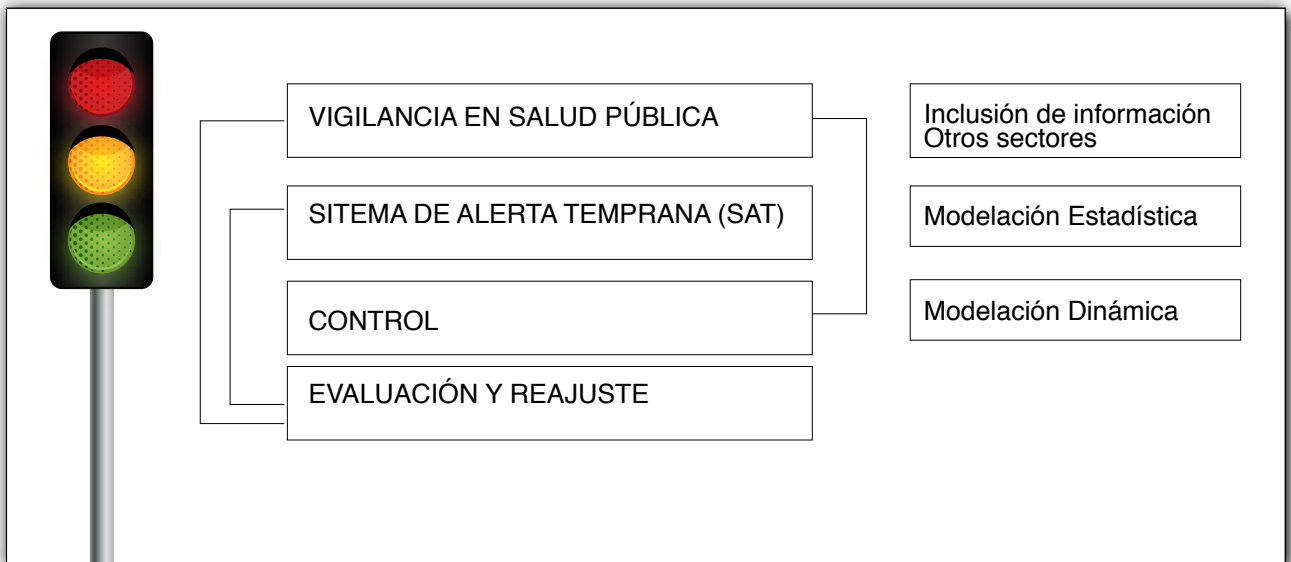 VIGILANCIA EN SALUD PÚBLICA
SITEMA DE ALERTA TEMPRANA (SAT)
CONTROL
EVALUACIÓN Y REAJUSTE
Inclusión de información
Otros sectores
Modelación Estadística
Modelación Dinámica